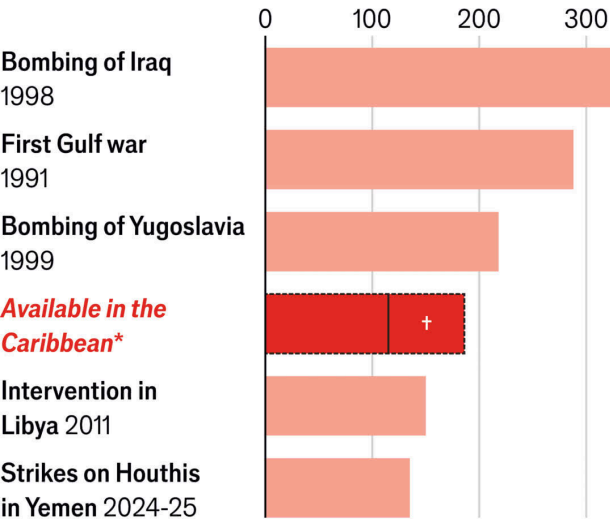 0 100 200 300
Bombing of Iraq
1998
First Gulf war
1991
Bombing of Yugoslavia
1999
Available in the
Caribbean*
†
Intervention in
Libya 2011
Strikes on Houthis
in Yemen 2024-25